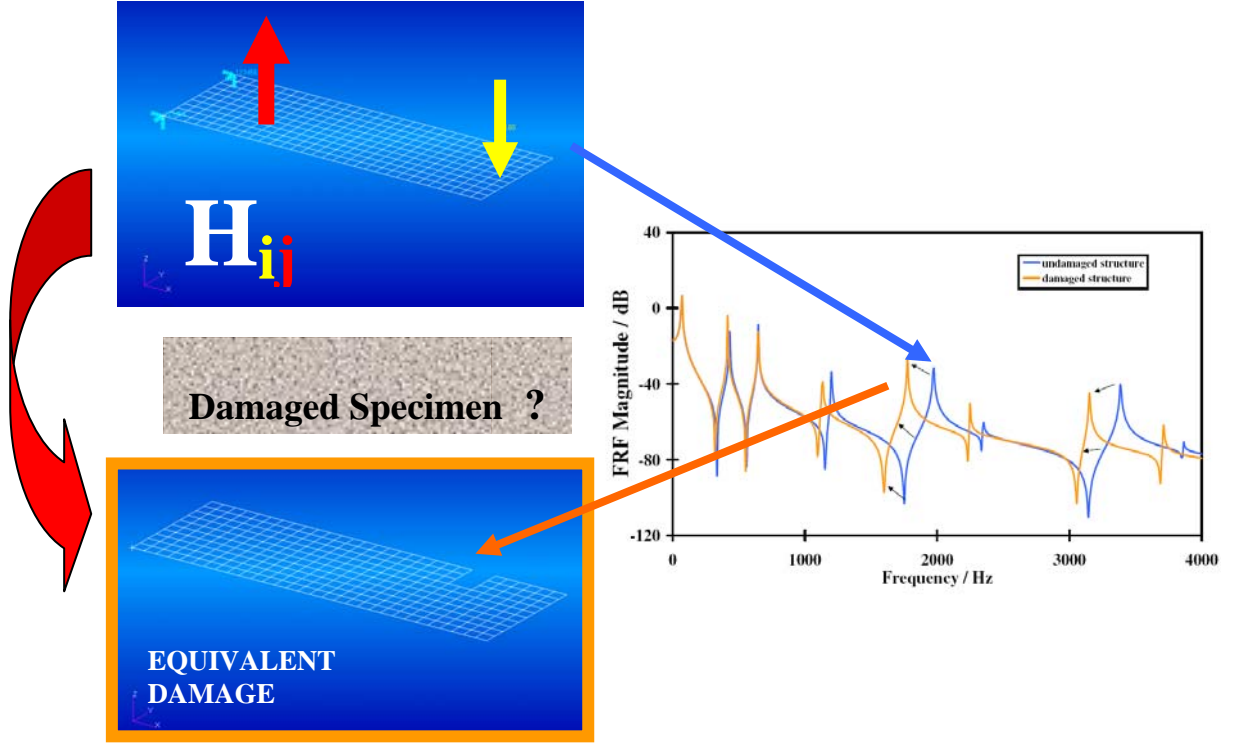 H i,j
Z
Y
X
Damaged Specimen ?
EQUIVALENT
DAMAGE
Z
Y
X
undamaged structure
damaged structure
FRF Magnitude / dB
40
0
-40
-80
-120
0
1000
2000
3000
4000
Frequency / Hz